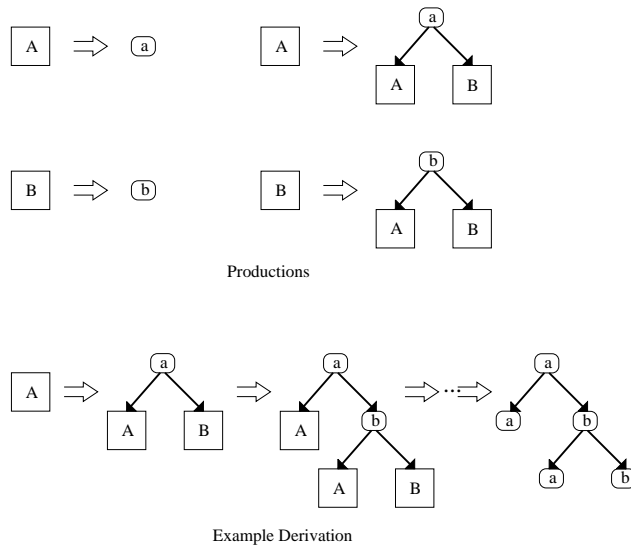 a
A a A
A B
b
B b B
A B
Productions
a a a
A ...
A B A b a b
A B a b
Example Derivation